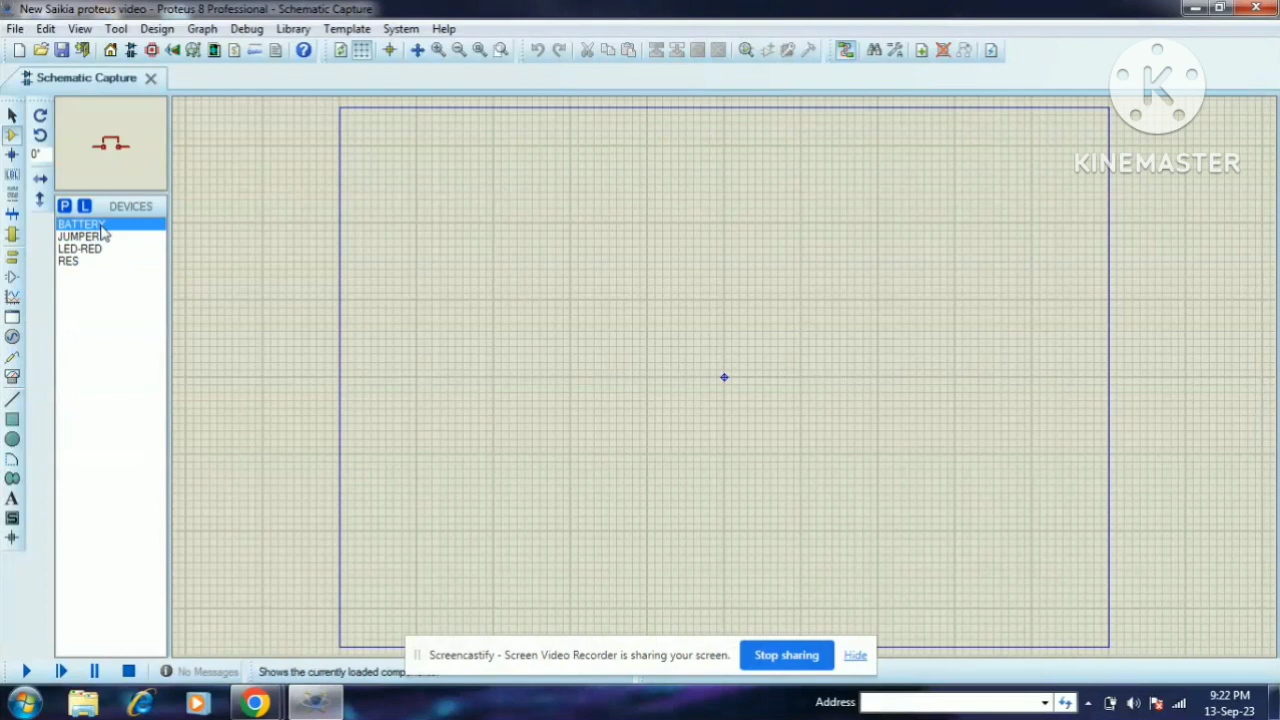 New Saikia proteus video - Proteus 8 Professional - Schematic Capture
File Edit View Tool Design Graph Debug Library Template System Help
Schematic Capture
K
KINEMASTER
0°
P L DEVICES
BATTERY
JUMPER
LED-RED
RES
LBL
A
S
Screencastify - Screen Video Recorder is sharing your screen. Stop sharing Hide
No Messages Shows the currently loaded compone
Address
9:22 PM
13-Sep-23